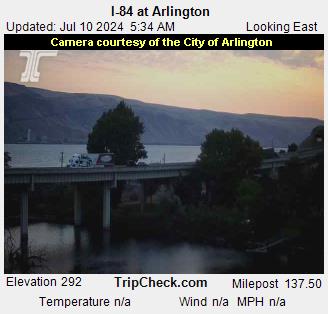 I-84 at Arlington
Updated: Jul 10 2024 5:34 AM Looking East
Camera courtesy of the City of Arlington
Elevation 292 TripCheck.com Milepost 137.50
Temperature n/a Wind n/a MPH n/a